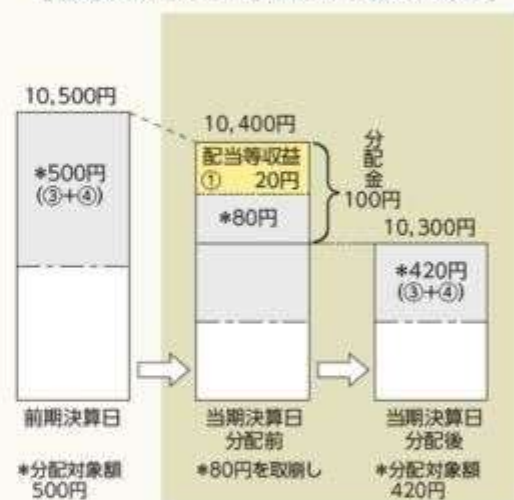 10,500円
*500円
(③+④)
10,400円
配当等収益
① 20円
*80円
分配金
100円
10,300円
*420円
(③+④)
前期決算日
当期決算日
分配前
当期決算日
分配後
*分配対象額
500円
*80円を取崩し
*分配対象額
420円